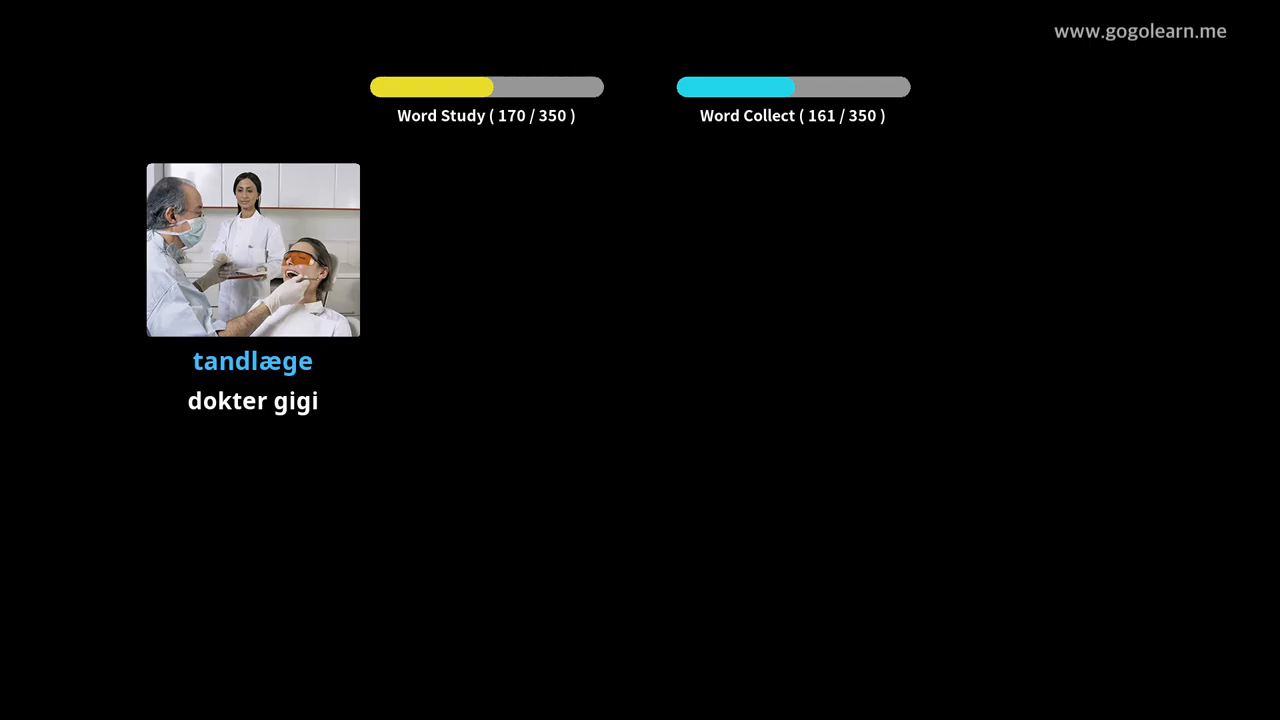 www.gogolearn.me
Word Study ( 170 / 350 )
Word Collect ( 161 / 350 )
tandlæge
dokter gigi